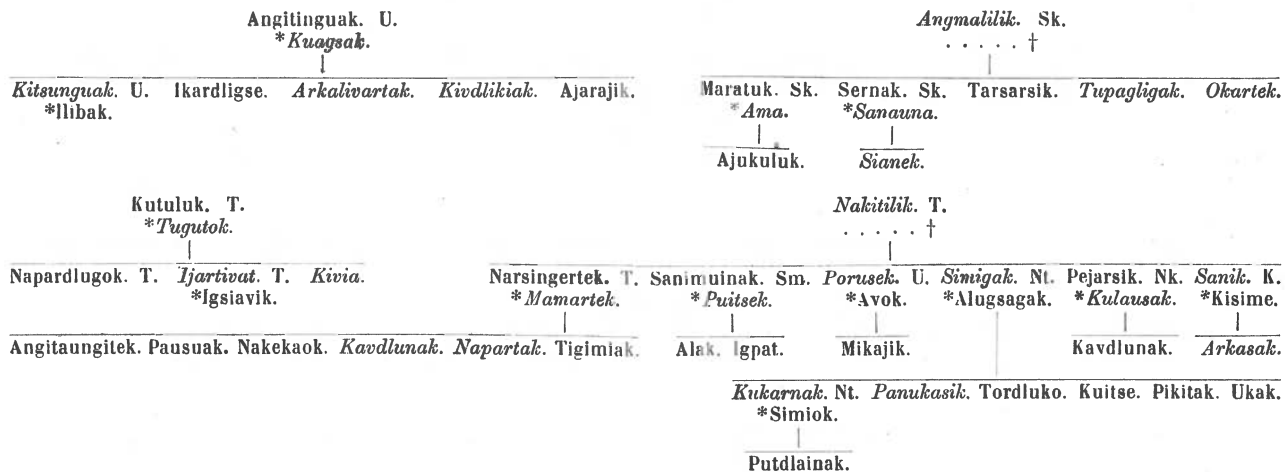 Angitinguak. U.
*Kuagsak.
Kitsunguak. U. Ikardligse. Arkalivartak. Kivdlikiak. Ajarajik.
*Ilibak.
Angmalilik. Sk.
. . . . . †
Maratuk. Sk. Sernak. Sk. Tarsarsik. Tupagligak. Okartek.
*Ama. *Sanauna.
Ajukuluk. Sianek.
Kutuluk. T.
*Tugutok.
Napardlugok. T. Ijartivat. T. Kivia.
*Igsiavik.
Nakitilik. T.
. . . . . †
Narsingertek. T. Sanimuinak. Sm. Porusek. U. Simigak. Nt. Pejarsik. Nk. Sanik. K.
*Mamartek. *Puitsek. *Avok. *Alugsagak. *Kulausak. *Kisime.
Angitaungitek. Pausuak. Nakekaok. Kavdlunak. Napartak. Tigimiak. Alak. Igpat. Mikajik. Kavdlunak. Arkasak.
Kukarnak. Nt. Panukasik. Tordluko. Kuitse. Pikitak. Ukak.
*Simiok.
Putdlainak.